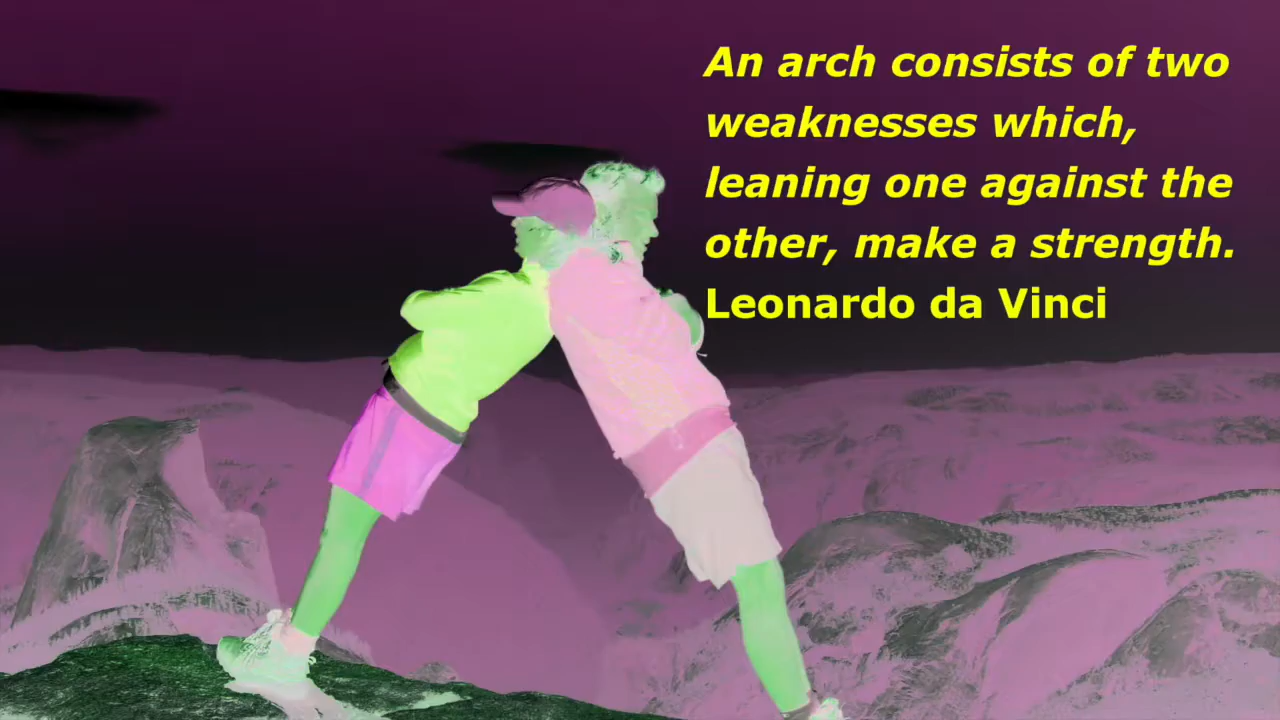 An arch consists of two
weaknesses which,
leaning one against the
other, make a strength.
Leonardo da Vinci